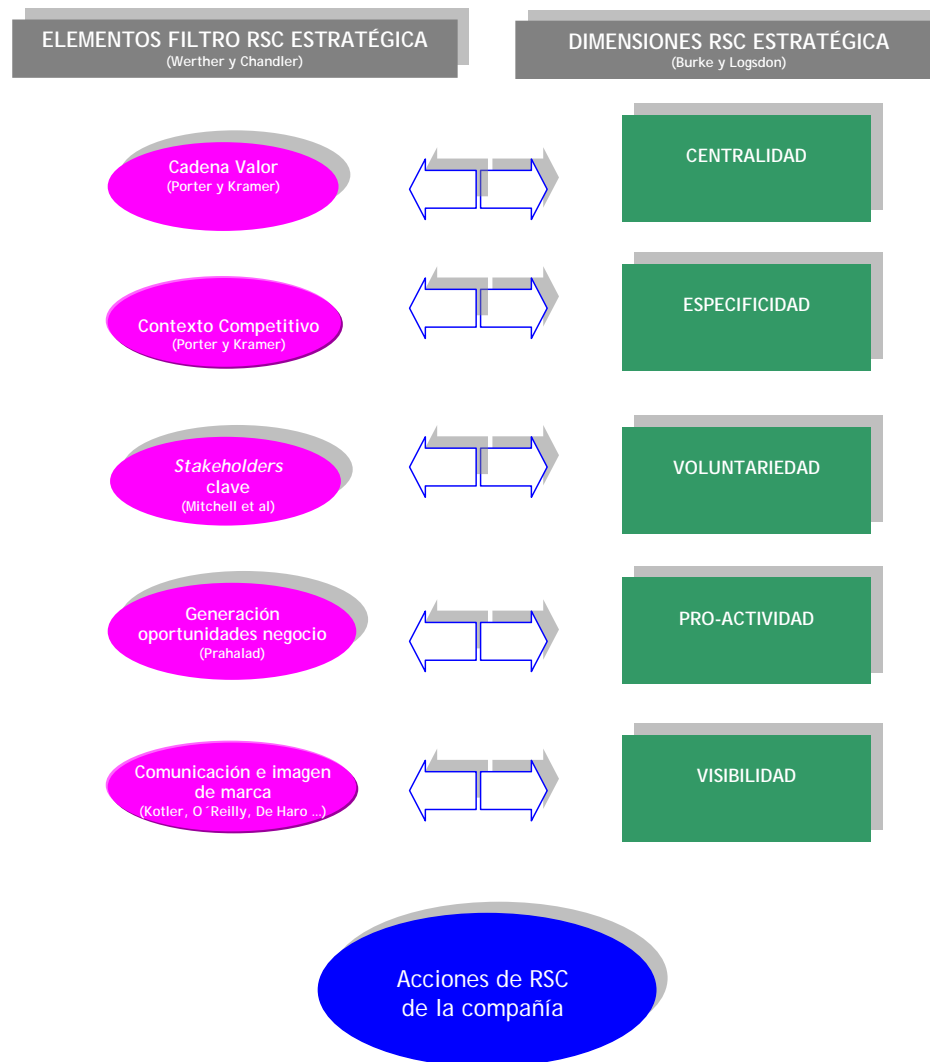 ELEMENTOS FILTRO RSC ESTRATÉGICA
(Werther y Chandler)
DIMENSIONES RSC ESTRATÉGICA
(Burke y Logsdon)
Cadena Valor
(Porter y Kramer)
CENTRALIDAD
Contexto Competitivo
(Porter y Kramer)
ESPECIFICIDAD
Stakeholders
clave
(Mitchell et al)
VOLUNTARIEDAD
Generación
oportunidades negocio
(Prahalad)
PRO-ACTIVIDAD
Comunicación e imagen
de marca
(Kotler, O´Reilly, De Haro …)
VISIBILIDAD
Acciones de RSC
de la compañía